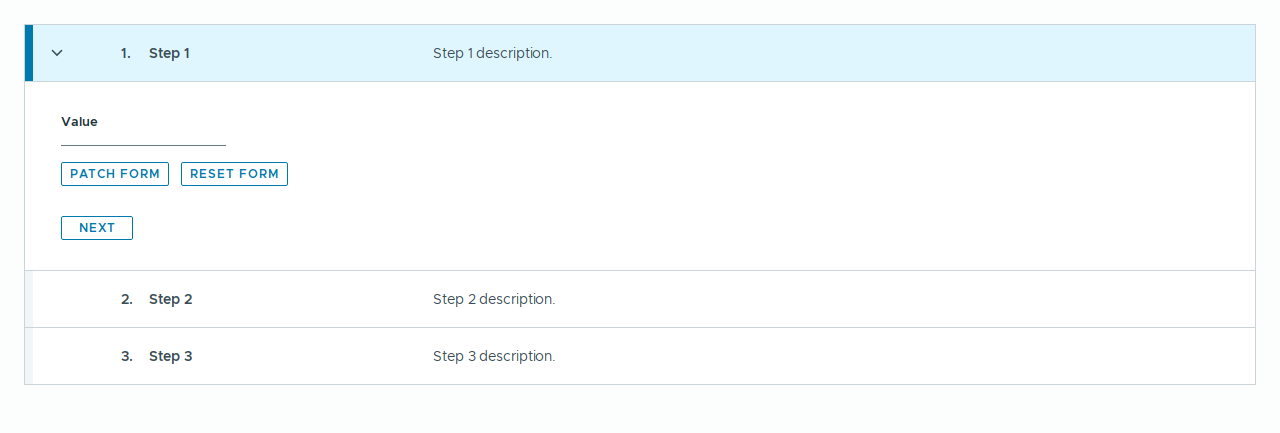 1. Step 1 Step 1 description.
Value
PATCH FORM RESET FORM
NEXT
2. Step 2 Step 2 description.
3. Step 3 Step 3 description.